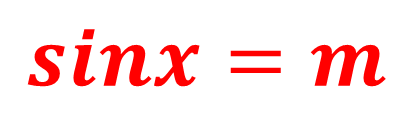 sinx = m